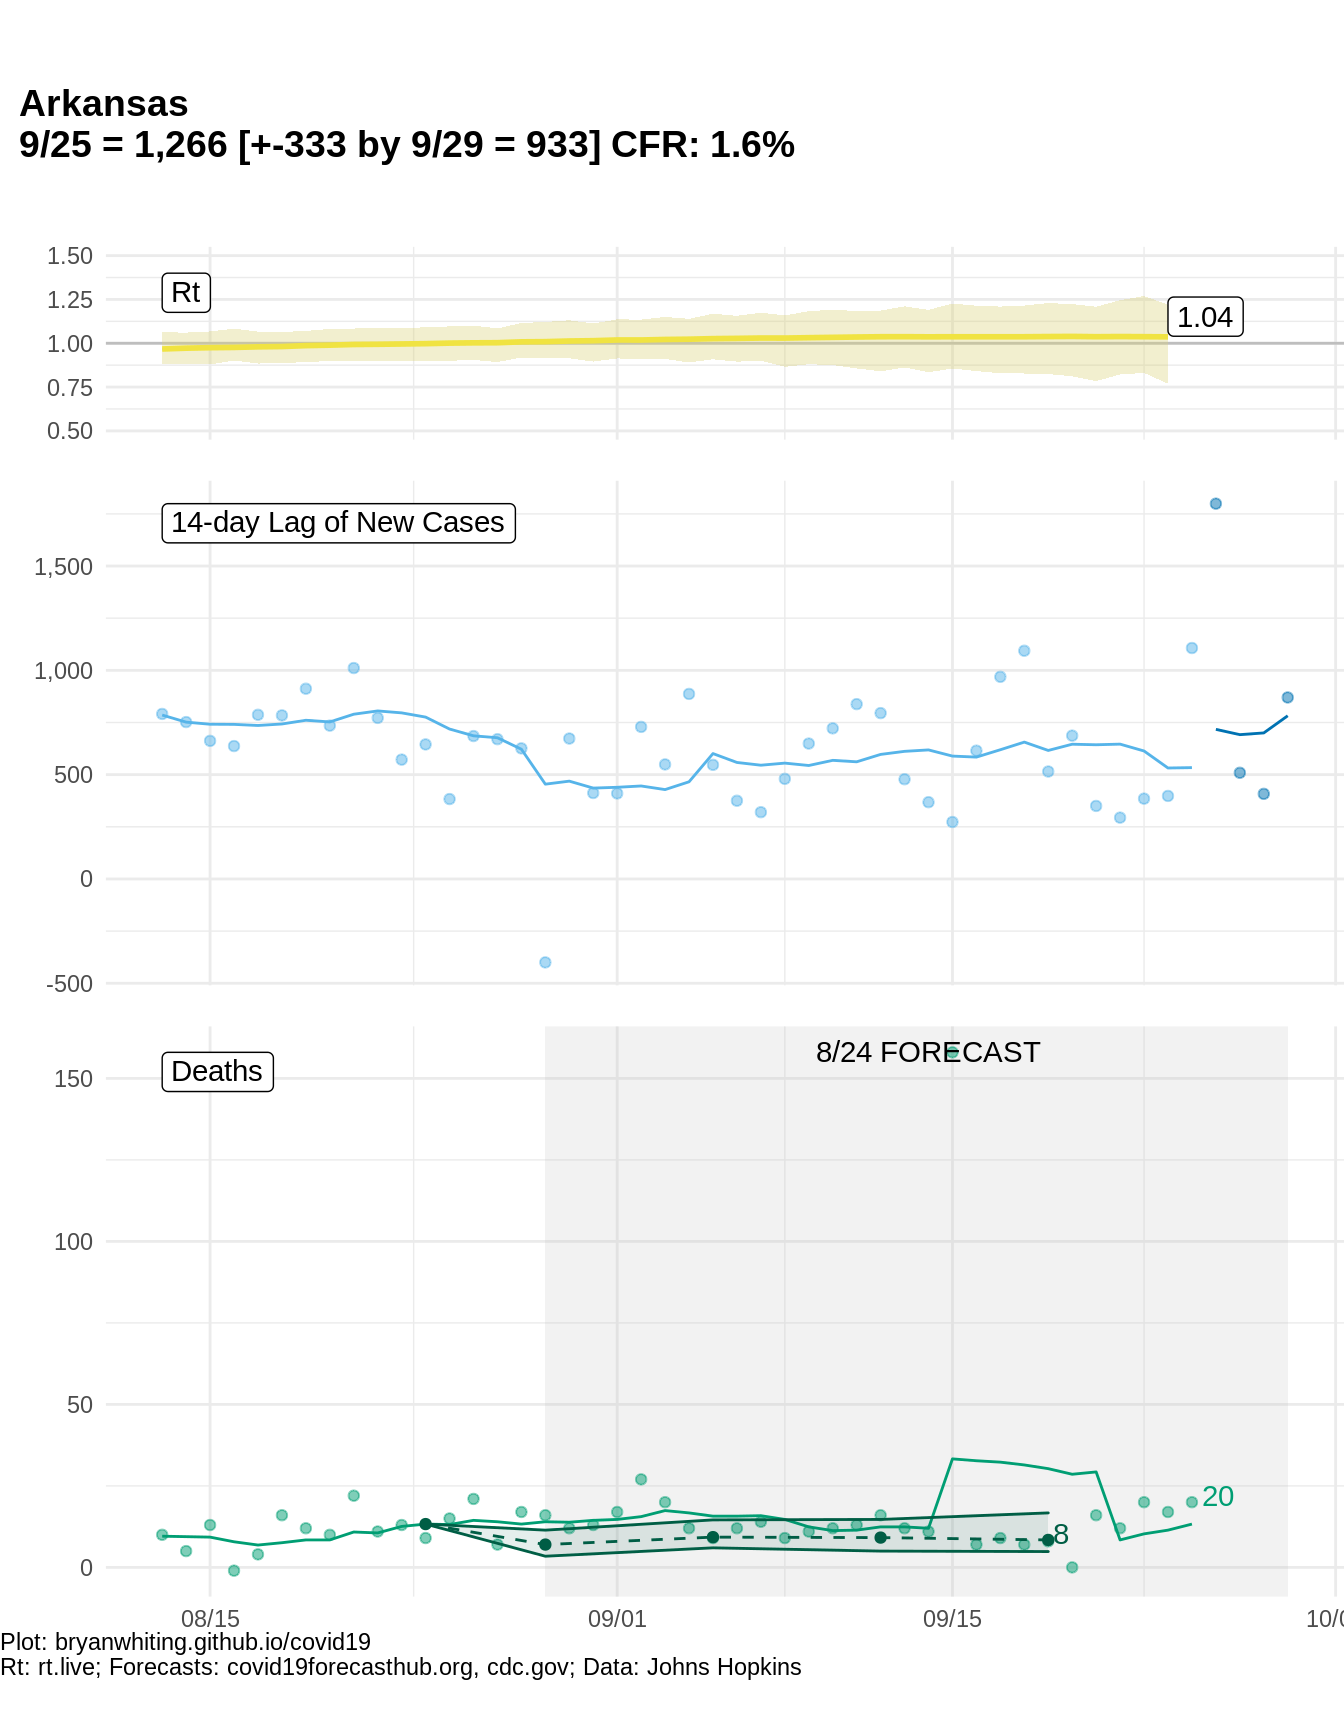 Arkansas
9/25 = 1,266 [+-333 by 9/29 = 933] CFR: 1.6%
1.50
1.25
1.00
0.75
0.50
Rt
1.04
14-day Lag of New Cases
1,500
1,000
500
0
-500
8/24 FORECAST
Deaths
150
100
50
0
20
8
08/15
09/01
09/15
10/0
Plot: bryanwhiting.github.io/covid19
Rt: rt.live; Forecasts: covid19forecasthub.org, cdc.gov; Data: Johns Hopkins